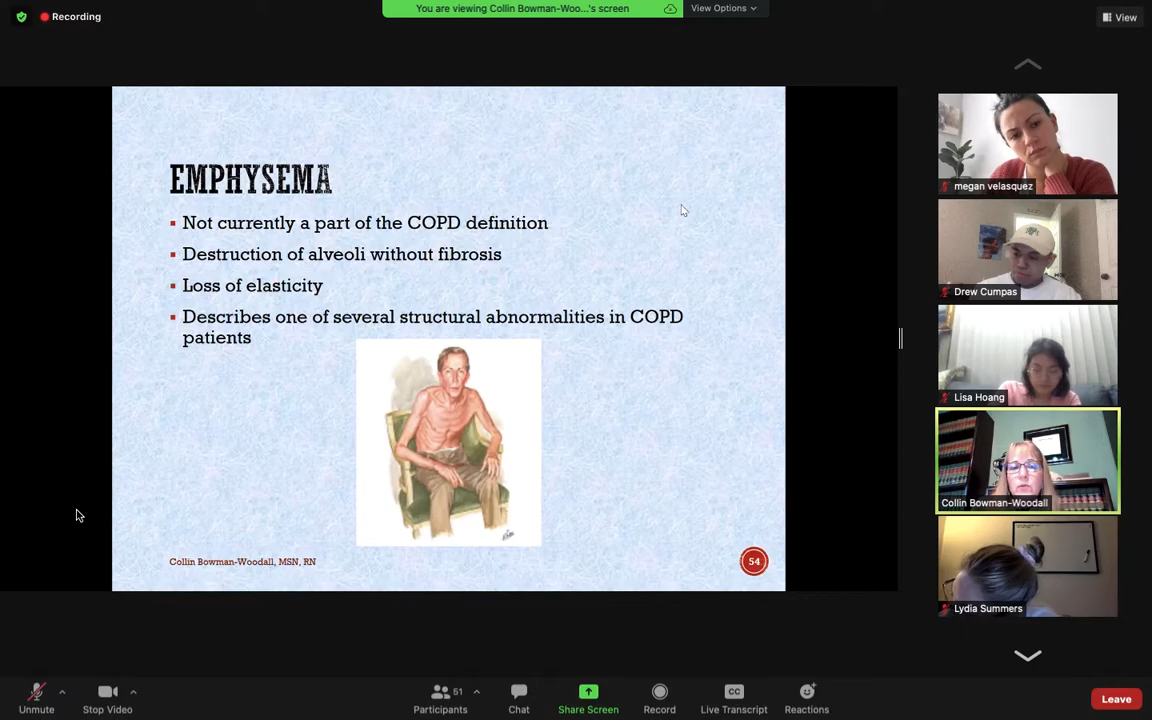 You are viewing Collin Bowman-Woo...'s screen
View Options
Recording
View
EMPHYSEMA
Not currently a part of the COPD definition
Destruction of alveoli without fibrosis
Loss of elasticity
Describes one of several structural abnormalities in COPD
patients
Collin Bowman-Woodall, MSN, RN
54
megan velasquez
Drew Cumpas
Lisa Hoang
Collin Bowman-Woodall
Lydia Summers
Unmute
Stop Video
51
Participants
Chat
Share Screen
Record
CC
Live Transcript
Reactions
Leave